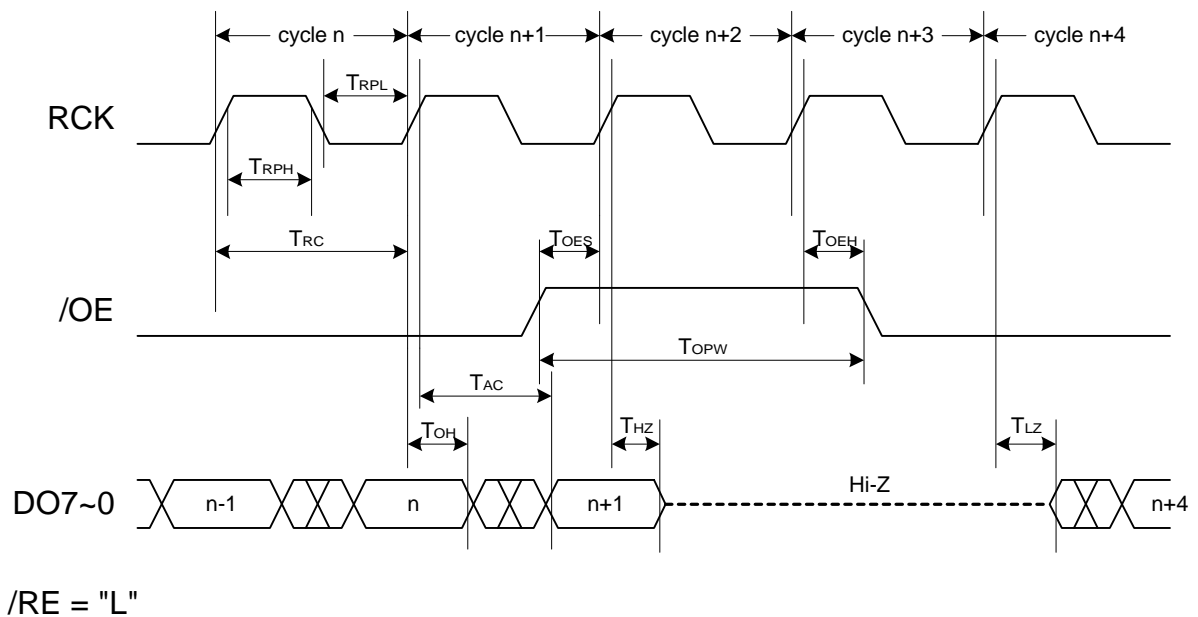 cycle n cycle n+1 cycle n+2 cycle n+3 cycle n+4
TRPL
RCK
TRPH
TRC TOES TOEH
/OE
TOPW
TAC
TOH THZ TLZ
Hi-Z
DO7~0 n-1 n n+1 n+4
/RE = "L"